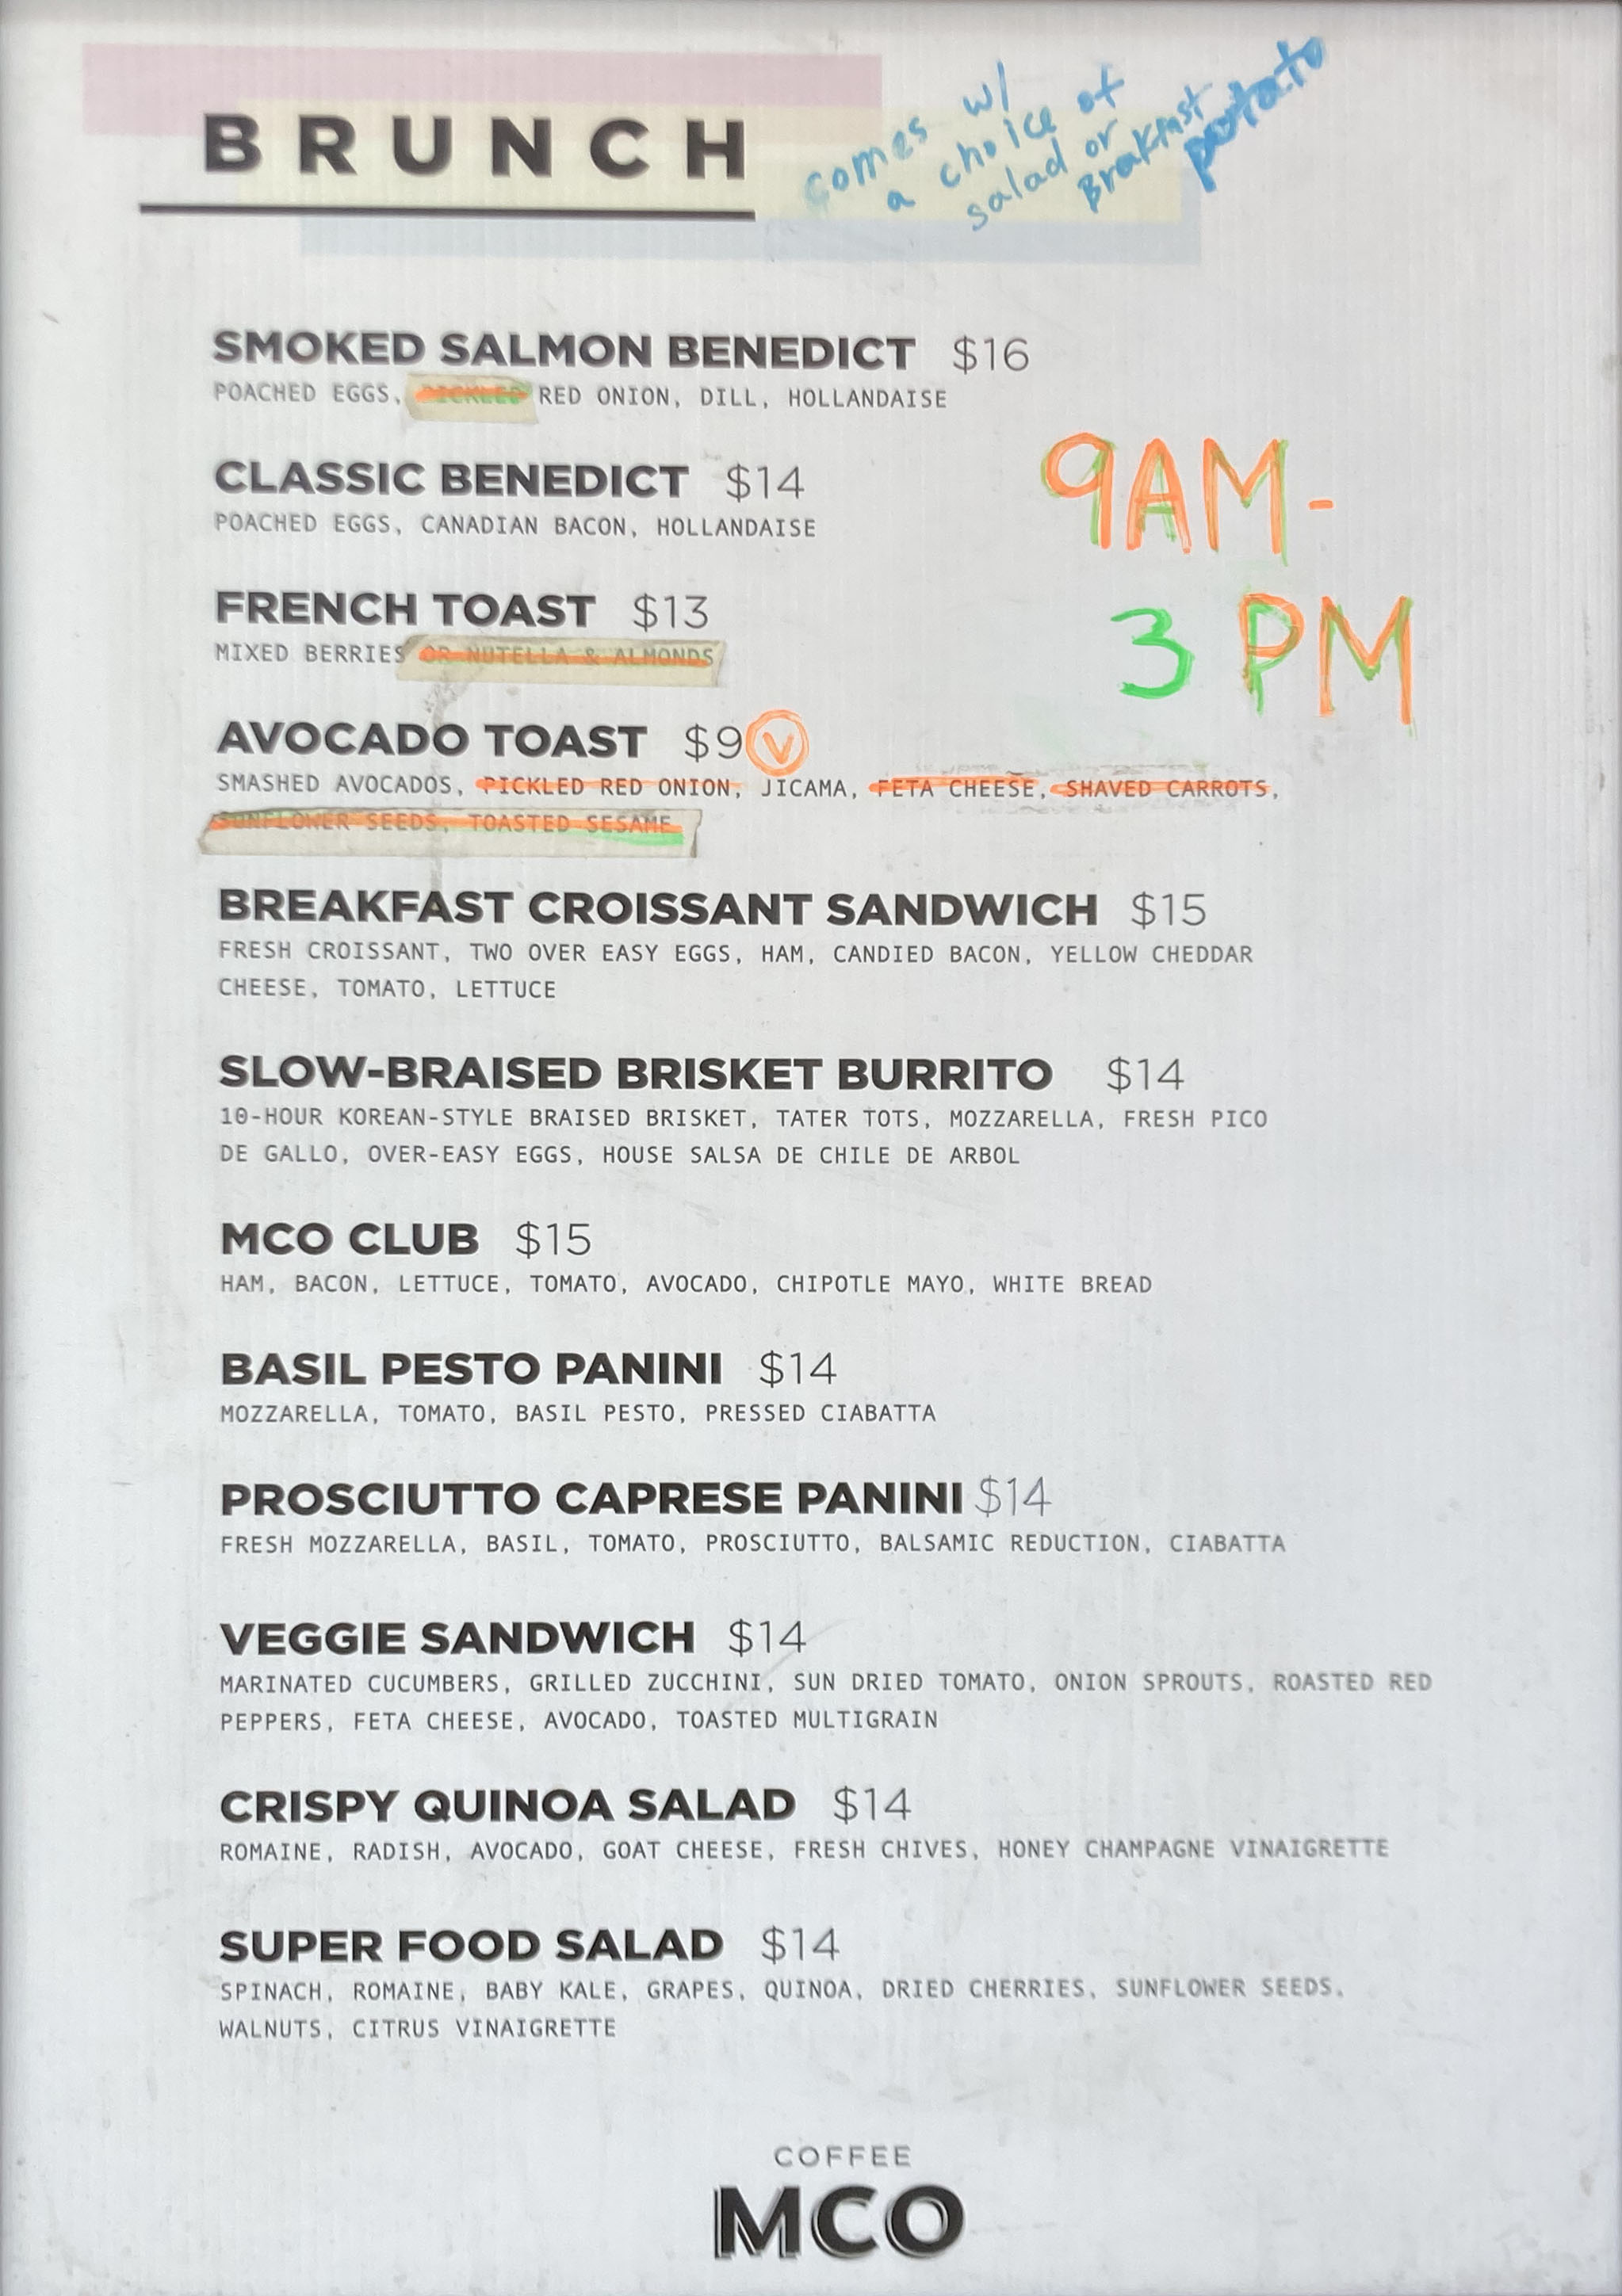 BRUNCH
comes w/
a choice of
salad or
Brakfast
potato
SMOKED SALMON BENEDICT $16
POACHED EGGS, PICKLED RED ONION, DILL, HOLLANDAISE
CLASSIC BENEDICT $14
POACHED EGGS, CANADIAN BACON, HOLLANDAISE
9AM-
3 PM
FRENCH TOAST $13
MIXED BERRIES OR NUTELLA & ALMONDS
AVOCADO TOAST $9 V
SMASHED AVOCADOS, PICKLED RED ONION, JICAMA, FETA CHEESE, SHAVED CARROTS,
SUNFLOWER SEEDS, TOASTED SESAME
BREAKFAST CROISSANT SANDWICH $15
FRESH CROISSANT, TWO OVER EASY EGGS, HAM, CANDIED BACON, YELLOW CHEDDAR
CHEESE, TOMATO, LETTUCE
SLOW-BRAISED BRISKET BURRITO $14
10-HOUR KOREAN-STYLE BRAISED BRISKET, TATER TOTS, MOZZARELLA, FRESH PICO
DE GALLO, OVER-EASY EGGS, HOUSE SALSA DE CHILE DE ARBOL
MCO CLUB $15
HAM, BACON, LETTUCE, TOMATO, AVOCADO, CHIPOTLE MAYO, WHITE BREAD
BASIL PESTO PANINI $14
MOZZARELLA, TOMATO, BASIL PESTO, PRESSED CIABATTA
PROSCIUTTO CAPRESE PANINI $14
FRESH MOZZARELLA, BASIL, TOMATO, PROSCIUTTO, BALSAMIC REDUCTION, CIABATTA
VEGGIE SANDWICH $14
MARINATED CUCUMBERS, GRILLED ZUCCHINI, SUN DRIED TOMATO, ONION SPROUTS, ROASTED RED
PEPPERS, FETA CHEESE, AVOCADO, TOASTED MULTIGRAIN
CRISPY QUINOA SALAD $14
ROMAINE, RADISH, AVOCADO, GOAT CHEESE, FRESH CHIVES, HONEY CHAMPAGNE VINAIGRETTE
SUPER FOOD SALAD $14
SPINACH, ROMAINE, BABY KALE, GRAPES, QUINOA, DRIED CHERRIES, SUNFLOWER SEEDS,
WALNUTS, CITRUS VINAIGRETTE
COFFEE
MCO